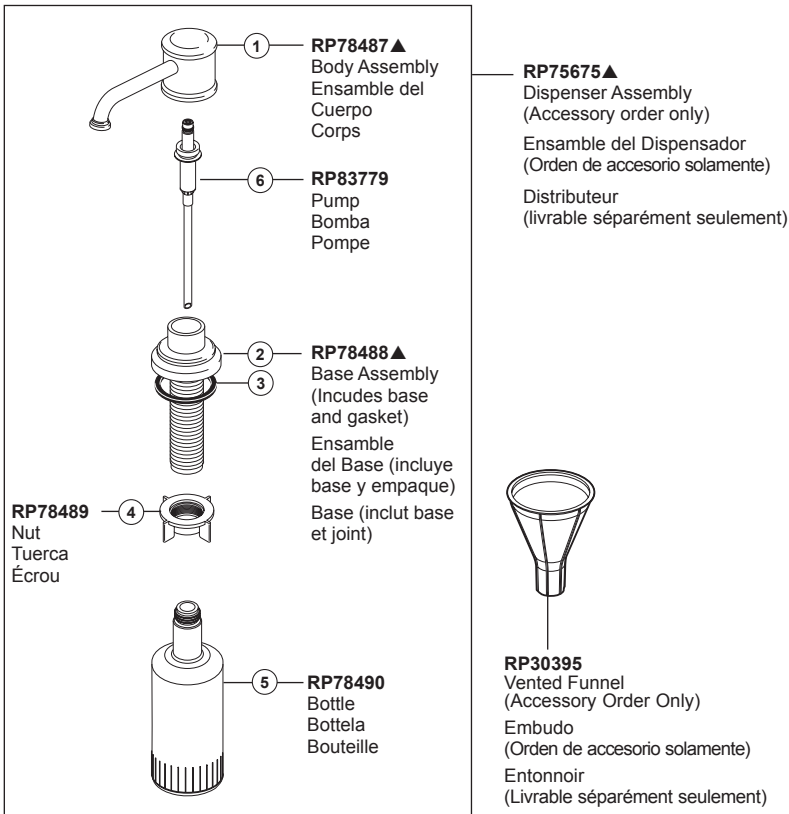 1
RP78487▲
Body Assembly
Ensamble del
Cuerpo
Corps
6
RP83779
Pump
Bomba
Pompe
2
3
RP78488▲
Base Assembly
(Incudes base
and gasket)
Ensamble
del Base (incluye
base y empaque)
Base (inclut base
et joint)
RP78489
4
Nut
Tuerca
Écrou
5
RP78490
Bottle
Bottela
Bouteille
RP75675▲
Dispenser Assembly
(Accessory order only)
Ensamble del Dispensador
(Orden de accesorio solamente)
Distributeur
(livrable séparément seulement)
RP30395
Vented Funnel
(Accessory Order Only)
Embudo
(Orden de accesorio solamente)
Entonnoir
(Livrable séparément seulement)